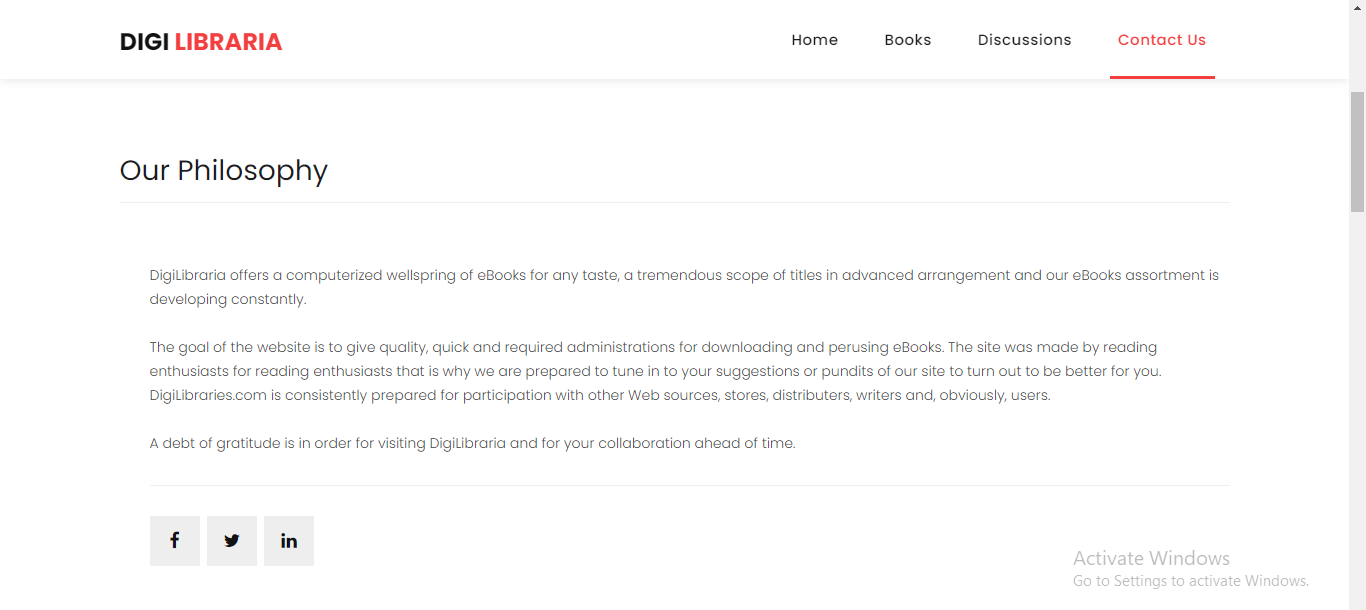 DIGI LIBRARIA
Home Books Discussions Contact Us
Our Philosophy
DigiLibraria offers a computerized wellspring of eBooks for any taste, a tremendous scope of titles in advanced arrangement and our eBooks assortment is
developing constantly.
The goal of the website is to give quality, quick and required administrations for downloading and perusing eBooks. The site was made by reading
enthusiasts for reading enthusiasts that is why we are prepared to tune in to your suggestions or pundits of our site to turn out to be better for you.
DigiLibraries.com is consistently prepared for participation with other Web sources, stores, distributers, writers and, obviously, users.
A debt of gratitude is in order for visiting DigiLibraria and for your collaboration ahead of time.
Activate Windows
Go to Settings to activate Windows.